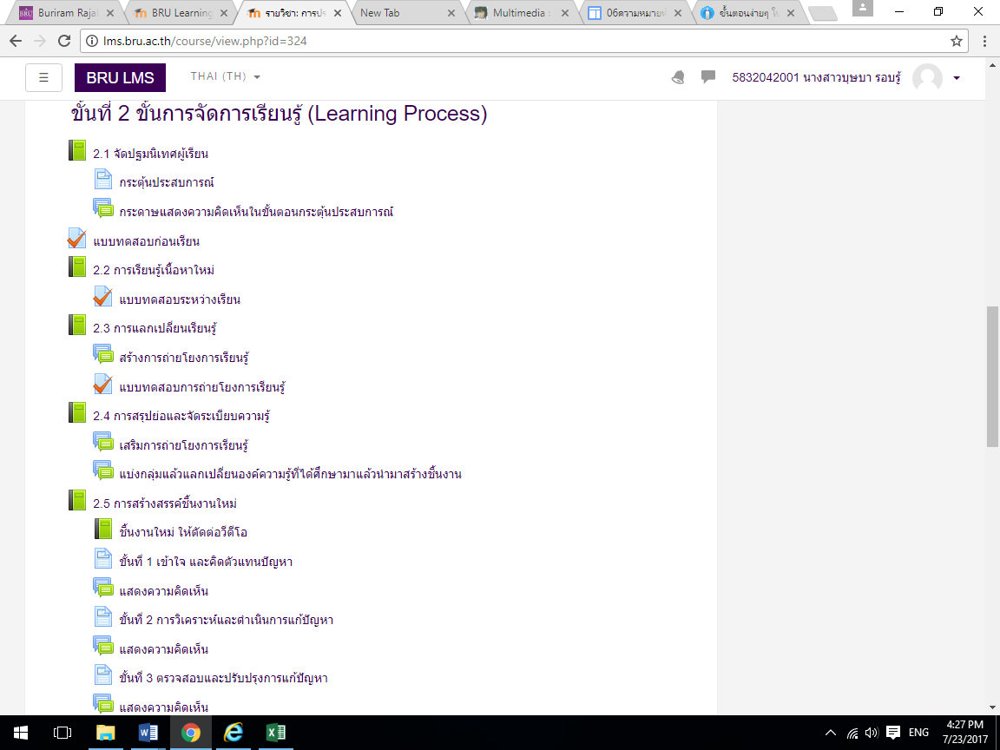 Buriram Raja
BRU Learning
รายวิชา: การปร
New Tab
Multimedia :
06ความหมายห
ขั้นตอนง่ายๆ ใ
lms.bru.ac.th/course/view.php?id=324
BRU LMS
THAI (TH)
5832042001 นางสาวบุษบา รอบรู้
ขั้นที่ 2 ขั้นการจัดการเรียนรู้ (Learning Process)
2.1 จัดปฐมนิเทศผู้เรียน
กระตุ้นประสบการณ์
กระดาษแสดงความคิดเห็นในขั้นตอนกระตุ้นประสบการณ์
แบบทดสอบก่อนเรียน
2.2 การเรียนรู้เนื้อหาใหม่
แบบทดสอบระหว่างเรียน
2.3 การแลกเปลี่ยนเรียนรู้
สร้างการถ่ายโยงการเรียนรู้
แบบทดสอบการถ่ายโยงการเรียนรู้
2.4 การสรุปย่อและจัดระเบียบความรู้
เสริมการถ่ายโยงการเรียนรู้
แบ่งกลุ่มแล้วแลกเปลี่ยนองค์ความรู้ที่ได้ศึกษามาแล้วนำมาสร้างชิ้นงาน
2.5 การสร้างสรรค์ชิ้นงานใหม่
ชิ้นงานใหม่ ให้ตัดต่อวีดีโอ
ขั้นที่ 1 เข้าใจ และคิดตัวแทนปัญหา
แสดงความคิดเห็น
ขั้นที่ 2 การวิเคราะห์และดำเนินการแก้ปัญหา
แสดงความคิดเห็น
ขั้นที่ 3 ตรวจสอบและปรับปรุงการแก้ปัญหา
แสดงความคิดเห็น
ENG
4:27 PM
7/23/2017